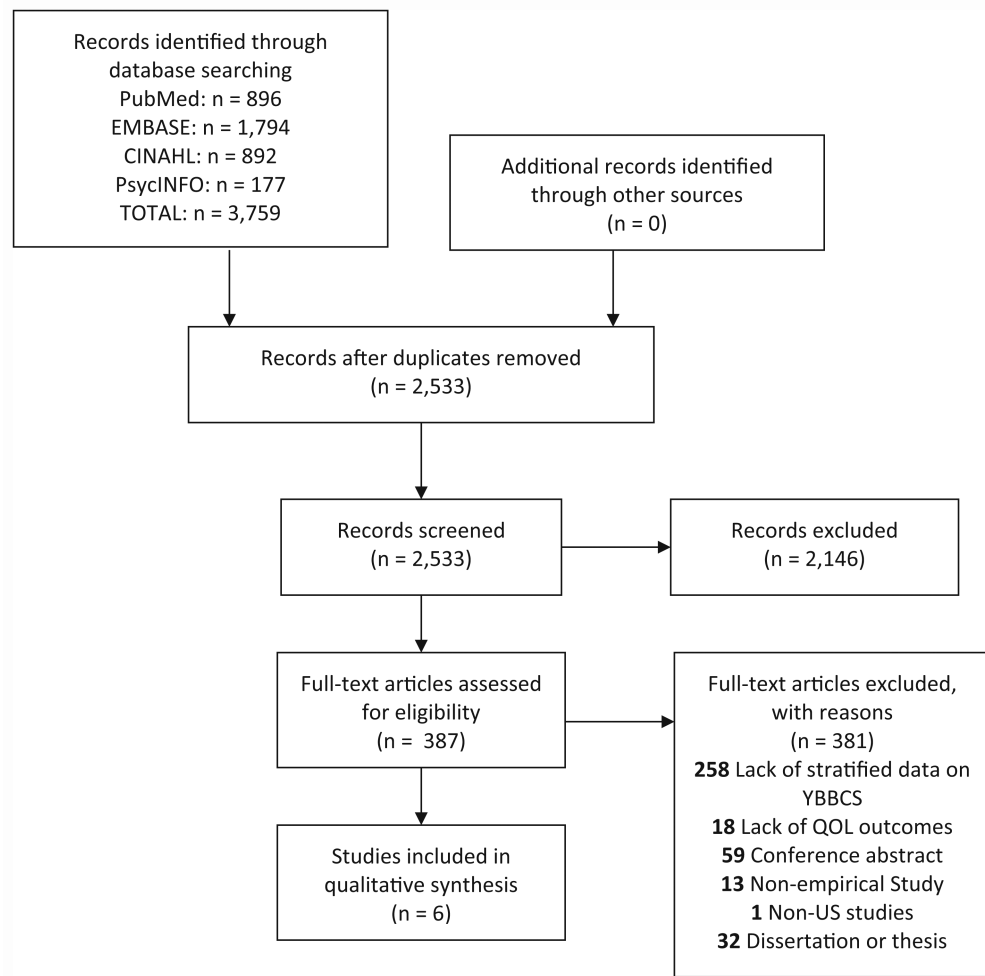 Records identified through
database searching
PubMed: n = 896
EMBASE: n = 1,794
CINAHL: n = 892
PsycINFO: n = 177
TOTAL: n = 3,759
Additional records identified
through other sources
(n = 0)
Records after duplicates removed
(n = 2,533)
Records screened
(n = 2,533)
Records excluded
(n = 2,146)
Full-text articles assessed
for eligibility
(n = 387)
Full-text articles excluded,
with reasons
(n = 381)
258 Lack of stratified data on
YBBCS
18 Lack of QOL outcomes
59 Conference abstract
13 Non-empirical Study
1 Non-US studies
32 Dissertation or thesis
Studies included in
qualitative synthesis
(n = 6)